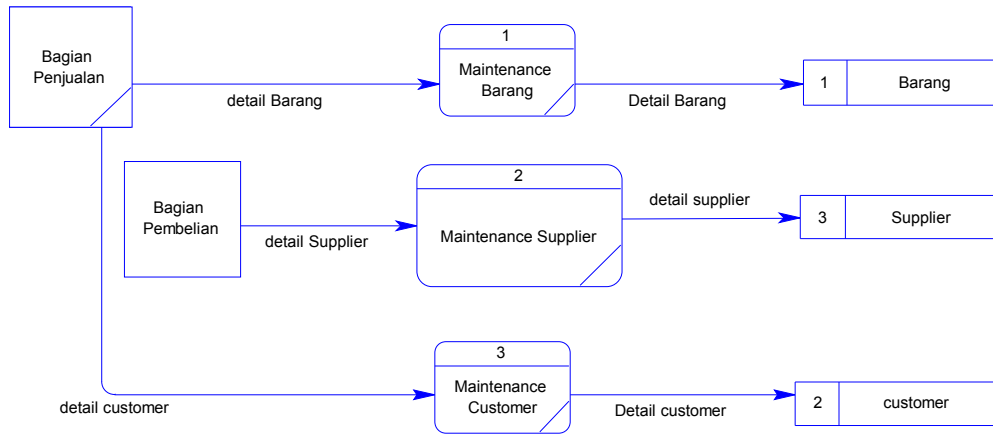 Bagian
Penjualan
detail Barang
1
Maintenance
Barang
Detail Barang
1
Barang
Bagian
Pembelian
detail Supplier
2
Maintenance Supplier
detail supplier
3
Supplier
detail customer
3
Maintenance
Customer
Detail customer
2
customer